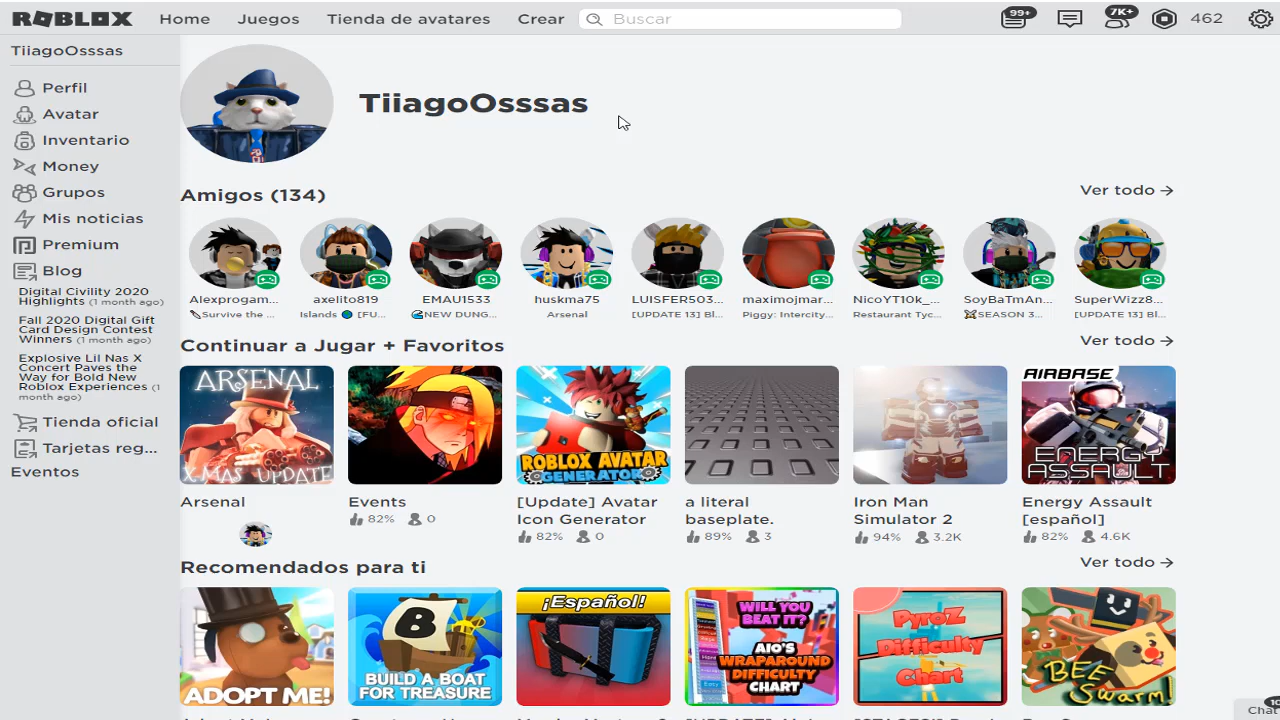 ROBLOX Home Juegos Tienda de avatares Crear Buscar 99+ 7K+ 462
TiiagoOsssas
Perfil
Avatar
Inventario
Money
Grupos
Mis noticias
Premium
Blog
Digital Civility 2020
Highlights (1 month ago)
Fall 2020 Digital Gift
Card Design Contest
Winners (1 month ago)
Explosive Lil Nas X
Concert Paves the
Way for Bold New
Roblox Experiences (1
month ago)
Tienda oficial
Tarjetas reg...
Eventos
TiiagoOsssas
Amigos (134) Ver todo →
Alexprogam... axelito819 EMAU1533 huskma75 LUISFER503... maximojmar... NicoYT10k_... SoyBaTmAn... SuperWizz8...
Survive the ... Islands [FU... NEW DUNG... Arsenal [UPDATE 13] Bl... Piggy: Intercity... Restaurant Tyc... SEASON 3... [UPDATE 13] Bl...
Continuar a Jugar + Favoritos Ver todo →
ARSENAL
X-MAS UPDATE
ROBLOX AVATAR
GENERATOR
AIRBASE
ENERGY
ASSAULT
Arsenal
Events
82% 0
[Update] Avatar
Icon Generator
82% 0
a literal
baseplate.
89% 3
Iron Man
Simulator 2
94% 3.2K
Energy Assault
[español]
82% 4.6K
Recomendados para ti Ver todo →
ADOPT ME!
B
BUILD A BOAT
FOR TREASURE
¡Español!
WILL YOU
BEAT IT?
AIO'S
WRAPAROUND
DIFFICULTY
CHART
PyroZ
Difficulty
Chart
BEE
Swarm!
Chat